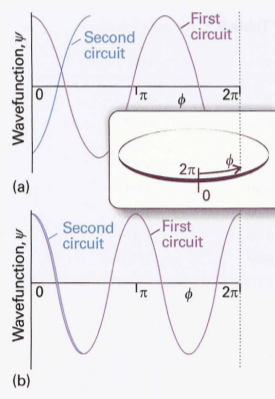 Wavefunction, ψ
Second
circuit
First
circuit
0
π
ϕ
2π
(a)
2π
ϕ
0
Wavefunction, ψ
Second
circuit
First
circuit
0
π
ϕ
2π
(b)